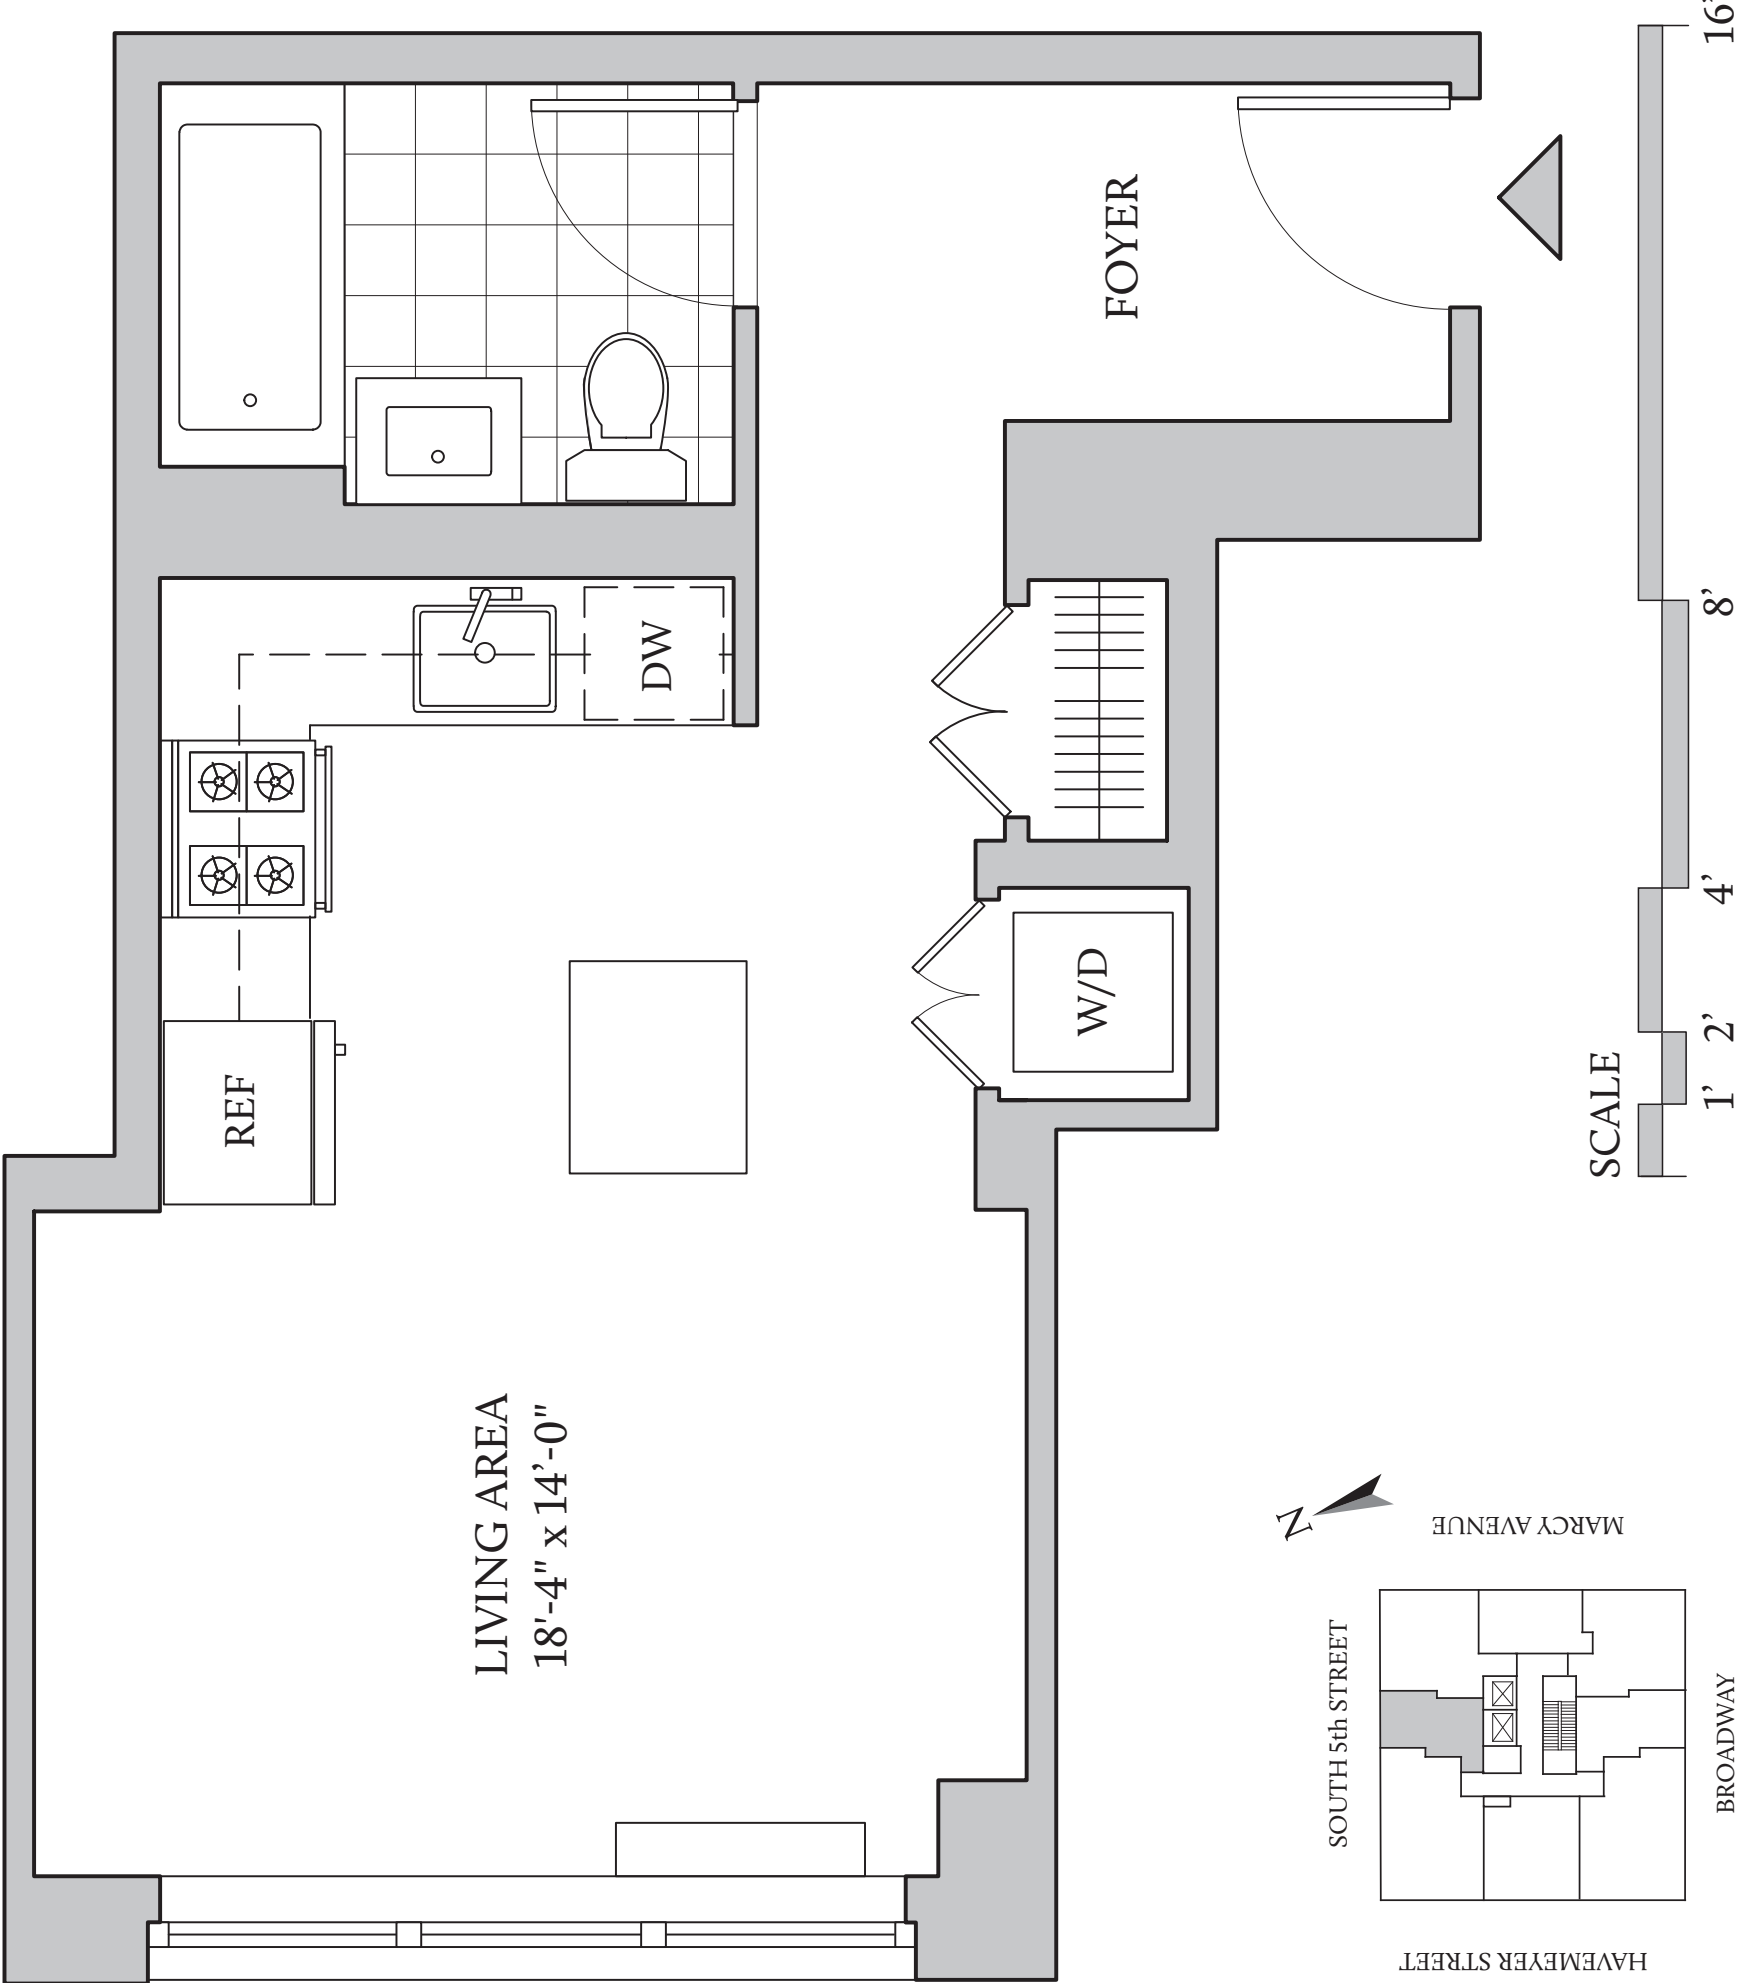 FOYER
DW
REF
W/D
LIVING AREA
18'-4" x 14'-0"
SCALE
1' 2' 4' 8' 16'
N
MARCY AVENUE
SOUTH 5th STREET
BROADWAY
HAVEMEYER STREET